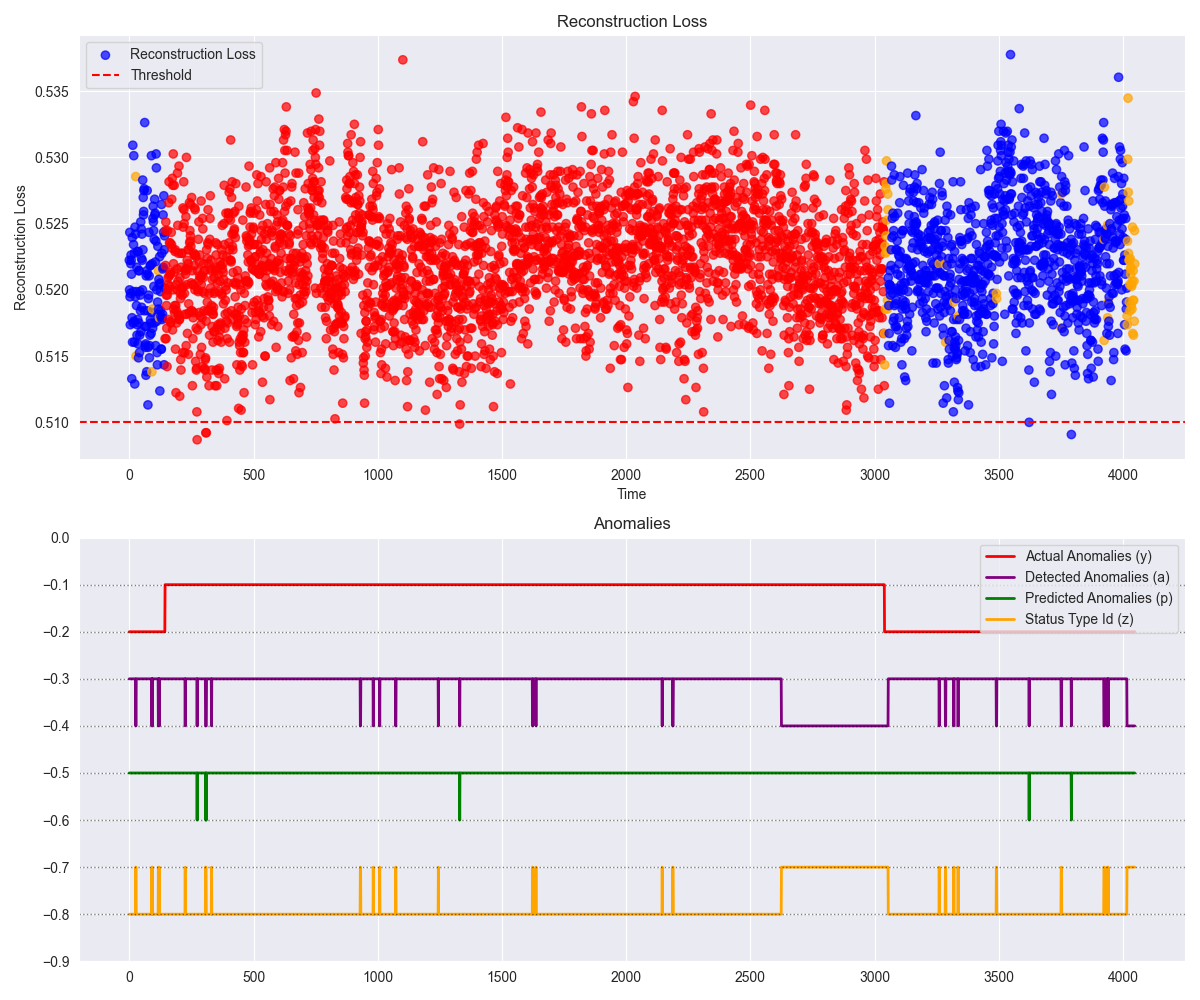 Reconstruction Loss
Reconstruction Loss
Threshold
Reconstruction Loss
0.535
0.530
0.525
0.520
0.515
0.510
0 500 1000 1500 2000 2500 3000 3500 4000
Time
Anomalies
Actual Anomalies (y)
Detected Anomalies (a)
Predicted Anomalies (p)
Status Type Id (z)
0.0
−0.1
−0.2
−0.3
−0.4
−0.5
−0.6
−0.7
−0.8
−0.9
0 500 1000 1500 2000 2500 3000 3500 4000